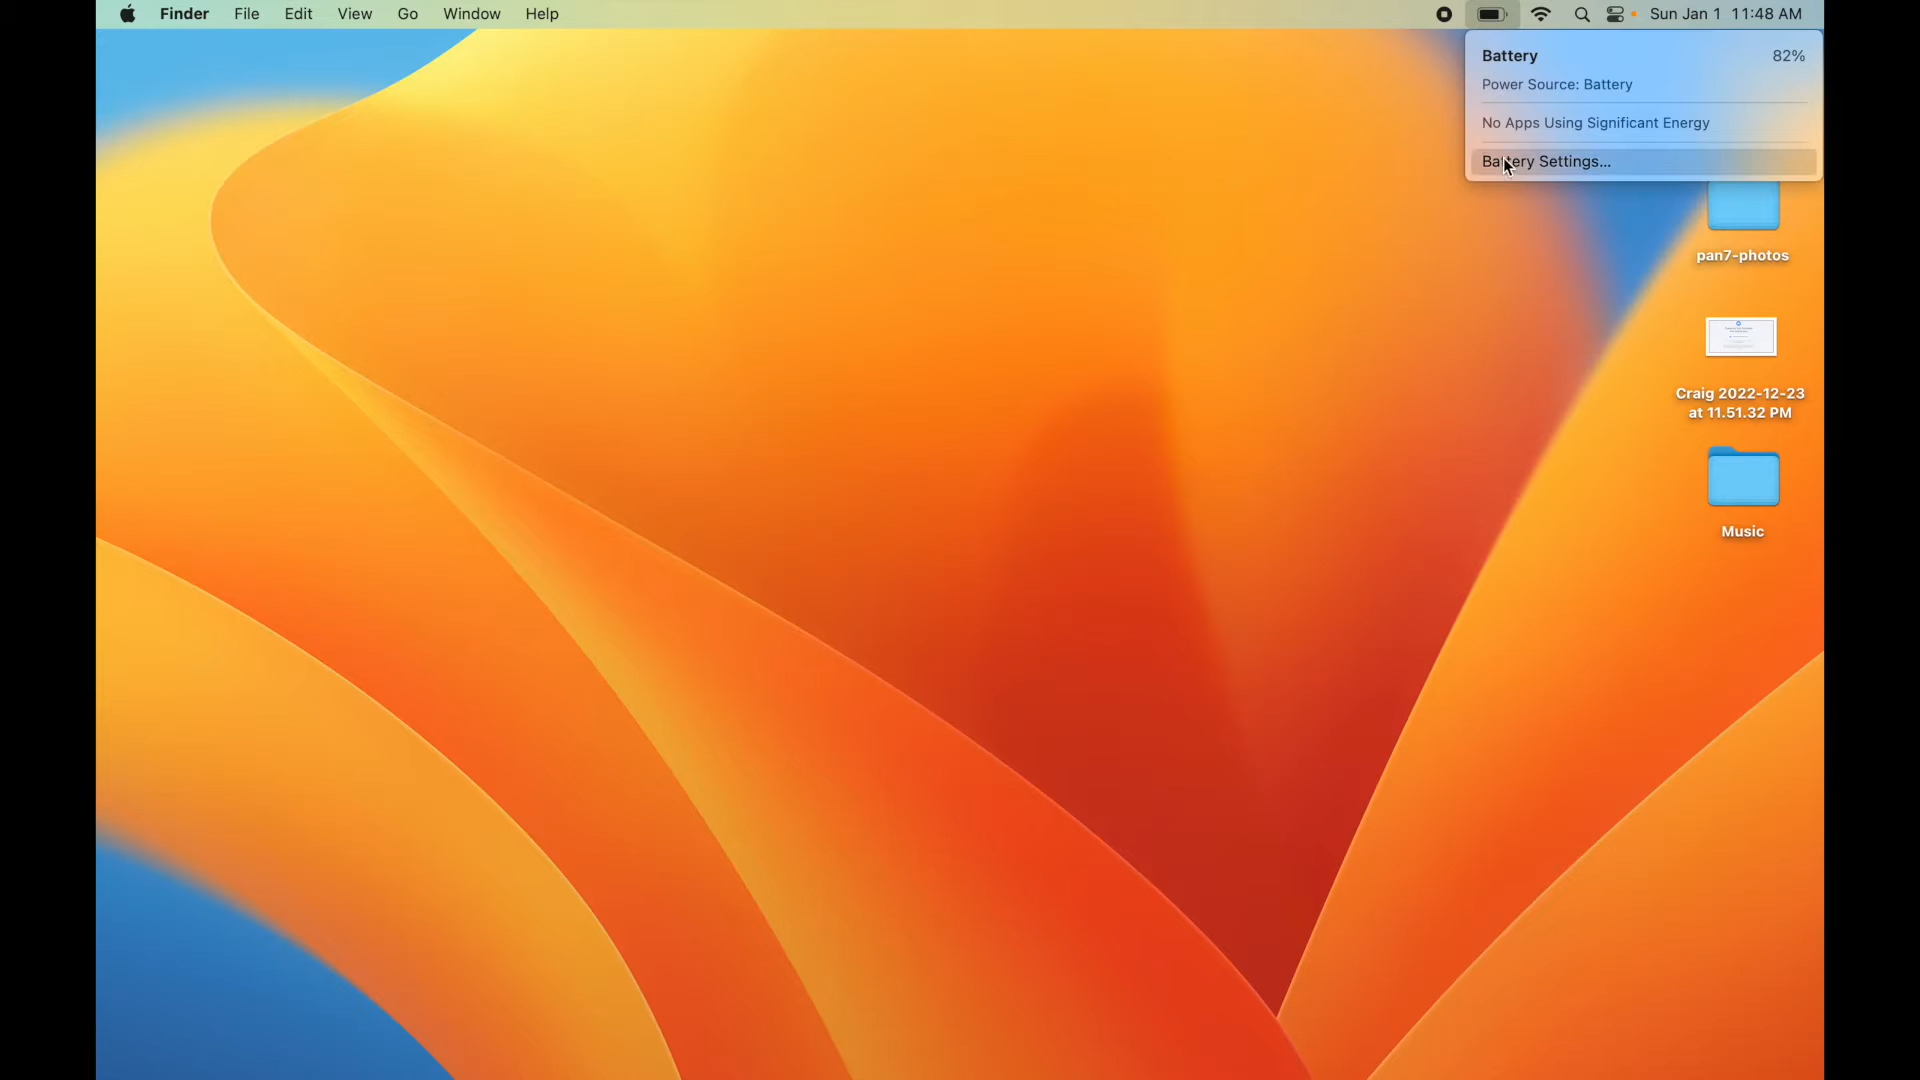 Finder File Edit View Go Window Help Sun Jan 1 11:48 AM
Battery 82%
Power Source: Battery
No Apps Using Significant Energy
Battery Settings...
pan7-photos
Craig 2022-12-23
at 11.51.32 PM
Music